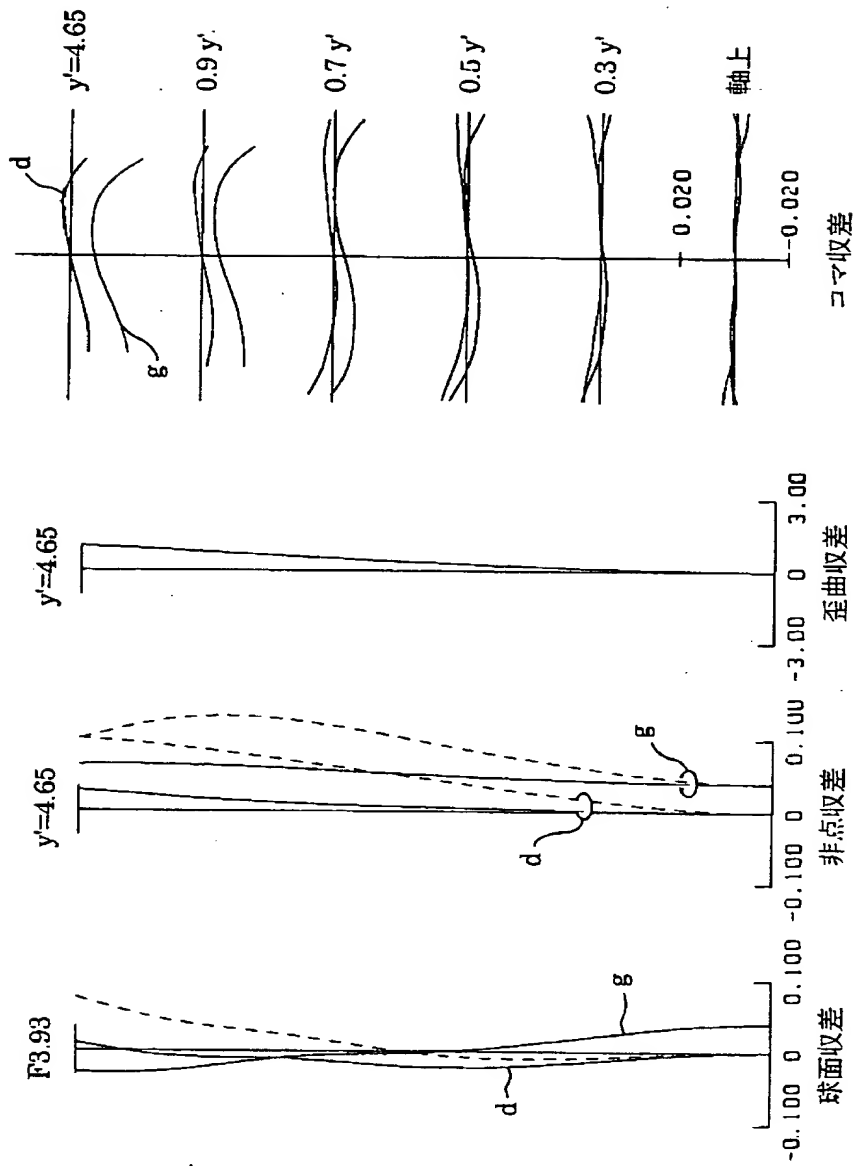 F3.93
g
d
-0.100
0
0.100
球面収差
y'=4.65
g
d
-0.100
0
0.100
非点収差
y'=4.65
-3.00
0
3.00
歪曲収差
y'=4.65
d
g
0.9 y'
0.7 y'
0.5 y'
0.3 y'
0.020
軸上
-0.020
コマ収差